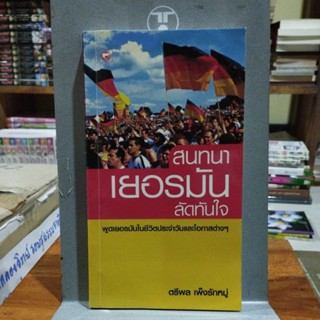 สนทนา
เยอรมัน
ลัดทันใจ
พูดเยอรมันในชีวิตประจำวันและโอกาสต่างๆ
ตรีพล เพ็งรักหมู่